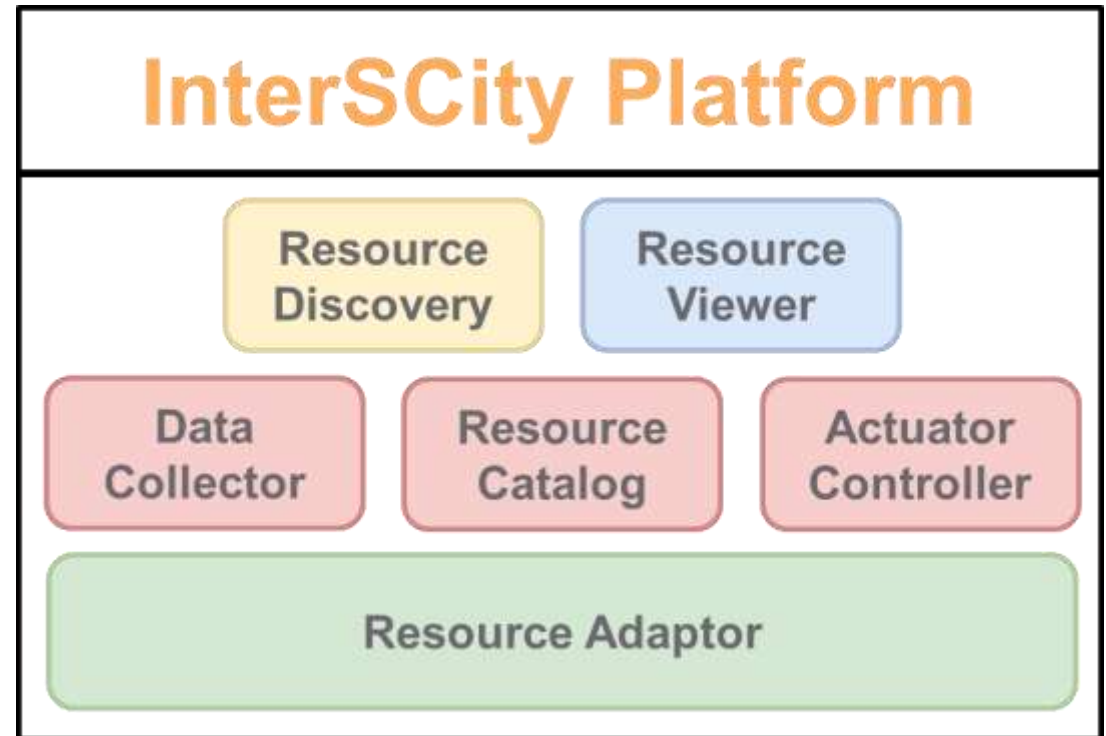 InterSCity Platform
Resource
Discovery
Resource
Viewer
Data
Collector
Resource
Catalog
Actuator
Controller
Resource Adaptor